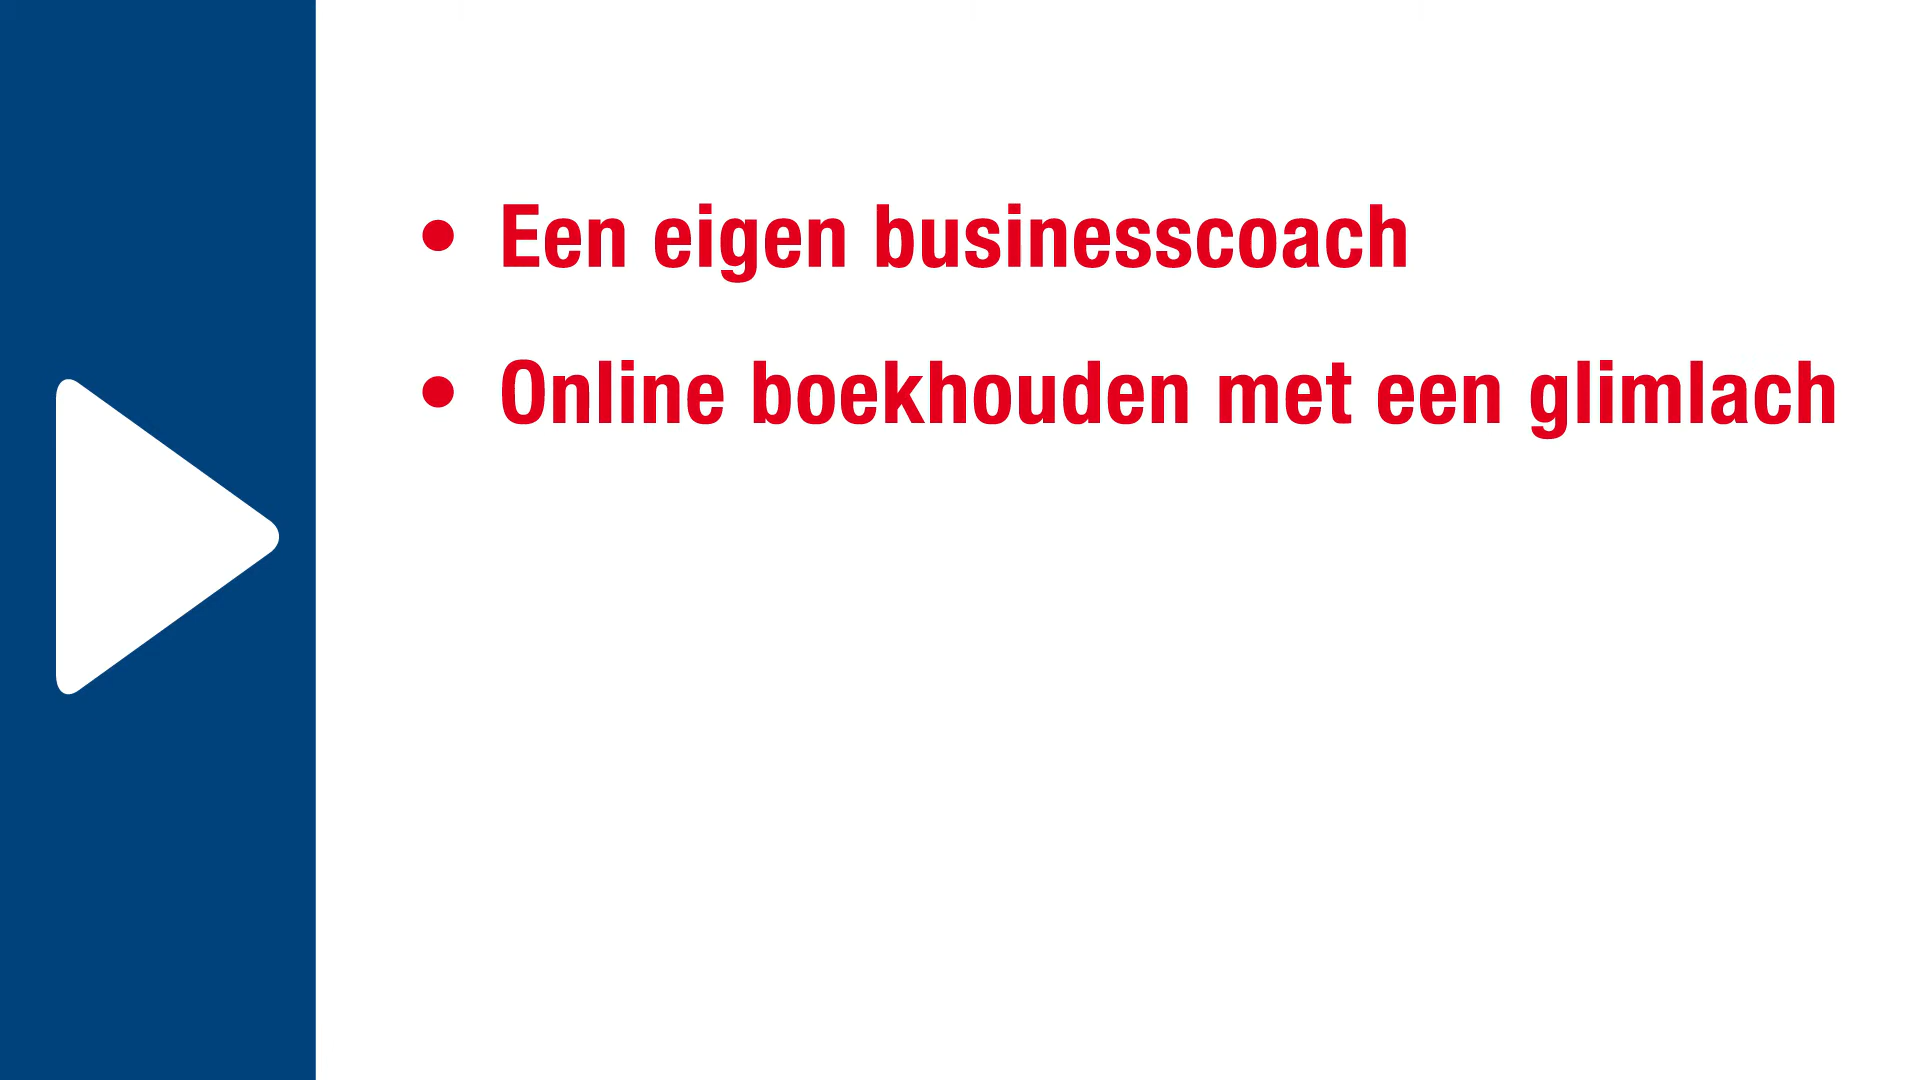 • Een eigen businesscoach
• Online boekhouden met een glimlach